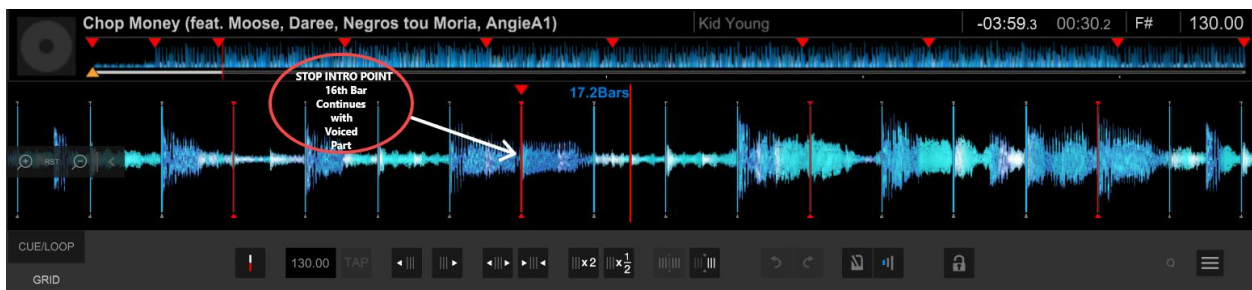 Chop Money (feat. Moose, Daree, Negros tou Moria, AngieA1)
Kid Young
-03:59.3
00:30.2
F#
130.00
STOP INTRO POINT
16th Bar
Continues
with
Voiced
Part
17.2Bars
RST
CUE/LOOP
GRID
130.00
TAP
x2
x1/2